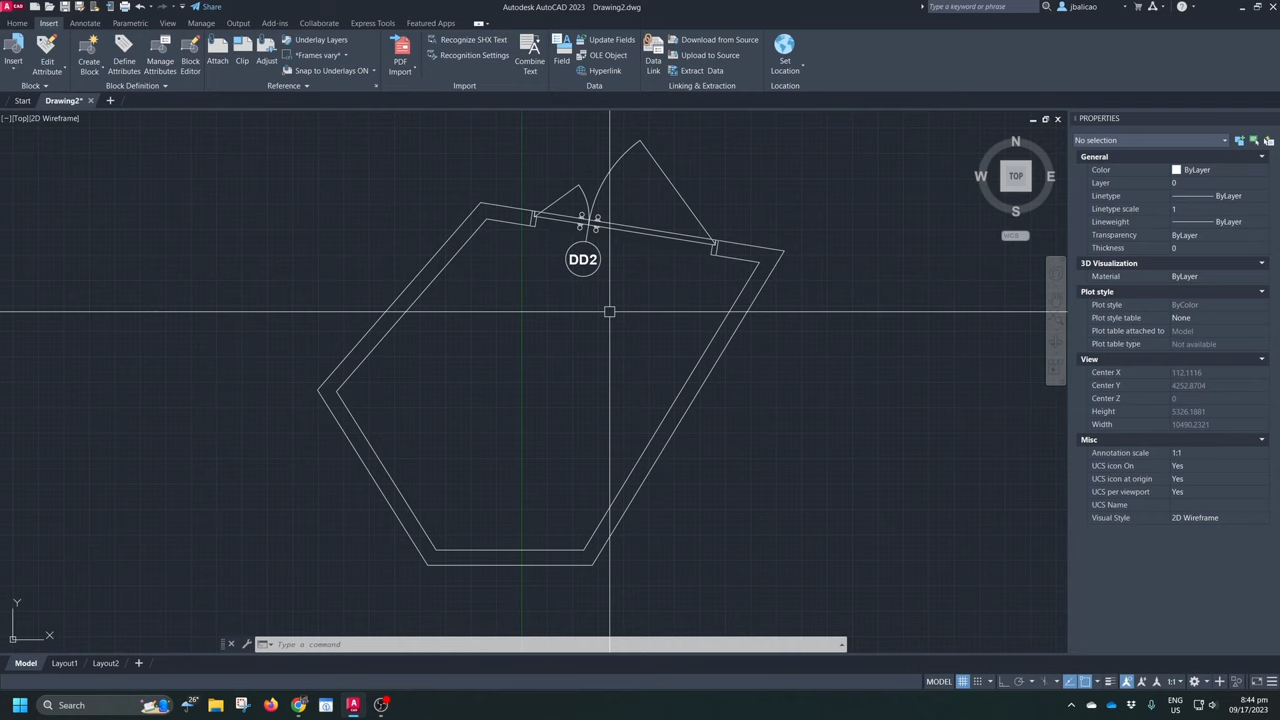 Share
Autodesk AutoCAD 2023 Drawing2.dwg
Type a keyword or phrase
jbalicao
Home Insert Annotate Parametric View Manage Output Add-ins Collaborate Express Tools Featured Apps
Insert
Edit
Attribute
Create
Block
Define
Attributes
Manage
Attributes
Block
Editor
Attach
Clip
Adjust
Underlay Layers
*Frames vary*
Snap to Underlays ON
PDF
Import
Recognize SHX Text
Recognition Settings
Combine
Text
Field
Update Fields
OLE Object
Hyperlink
Data
Link
Download from Source
Upload to Source
Extract Data
Set
Location
Block Block Definition Reference Import Data Linking & Extraction Location
Start Drawing2*
[−][Top][2D Wireframe]
N
W TOP E
S
WCS
DD2
PROPERTIES
No selection
General
Color ByLayer
Layer 0
Linetype ByLayer
Linetype scale 1
Lineweight ByLayer
Transparency ByLayer
Thickness 0
3D Visualization
Material ByLayer
Plot style
Plot style ByColor
Plot style table None
Plot table attached to Model
Plot table type Not available
View
Center X 112.1116
Center Y 4252.8704
Center Z 0
Height 5326.1881
Width 10490.2321
Misc
Annotation scale 1:1
UCS icon On Yes
UCS icon at origin Yes
UCS per viewport Yes
UCS Name
Visual Style 2D Wireframe
Y
X
Type a command
Model Layout1 Layout2
MODEL 1:1
Search
26°
ENG
US
8:44 pm
09/17/2023